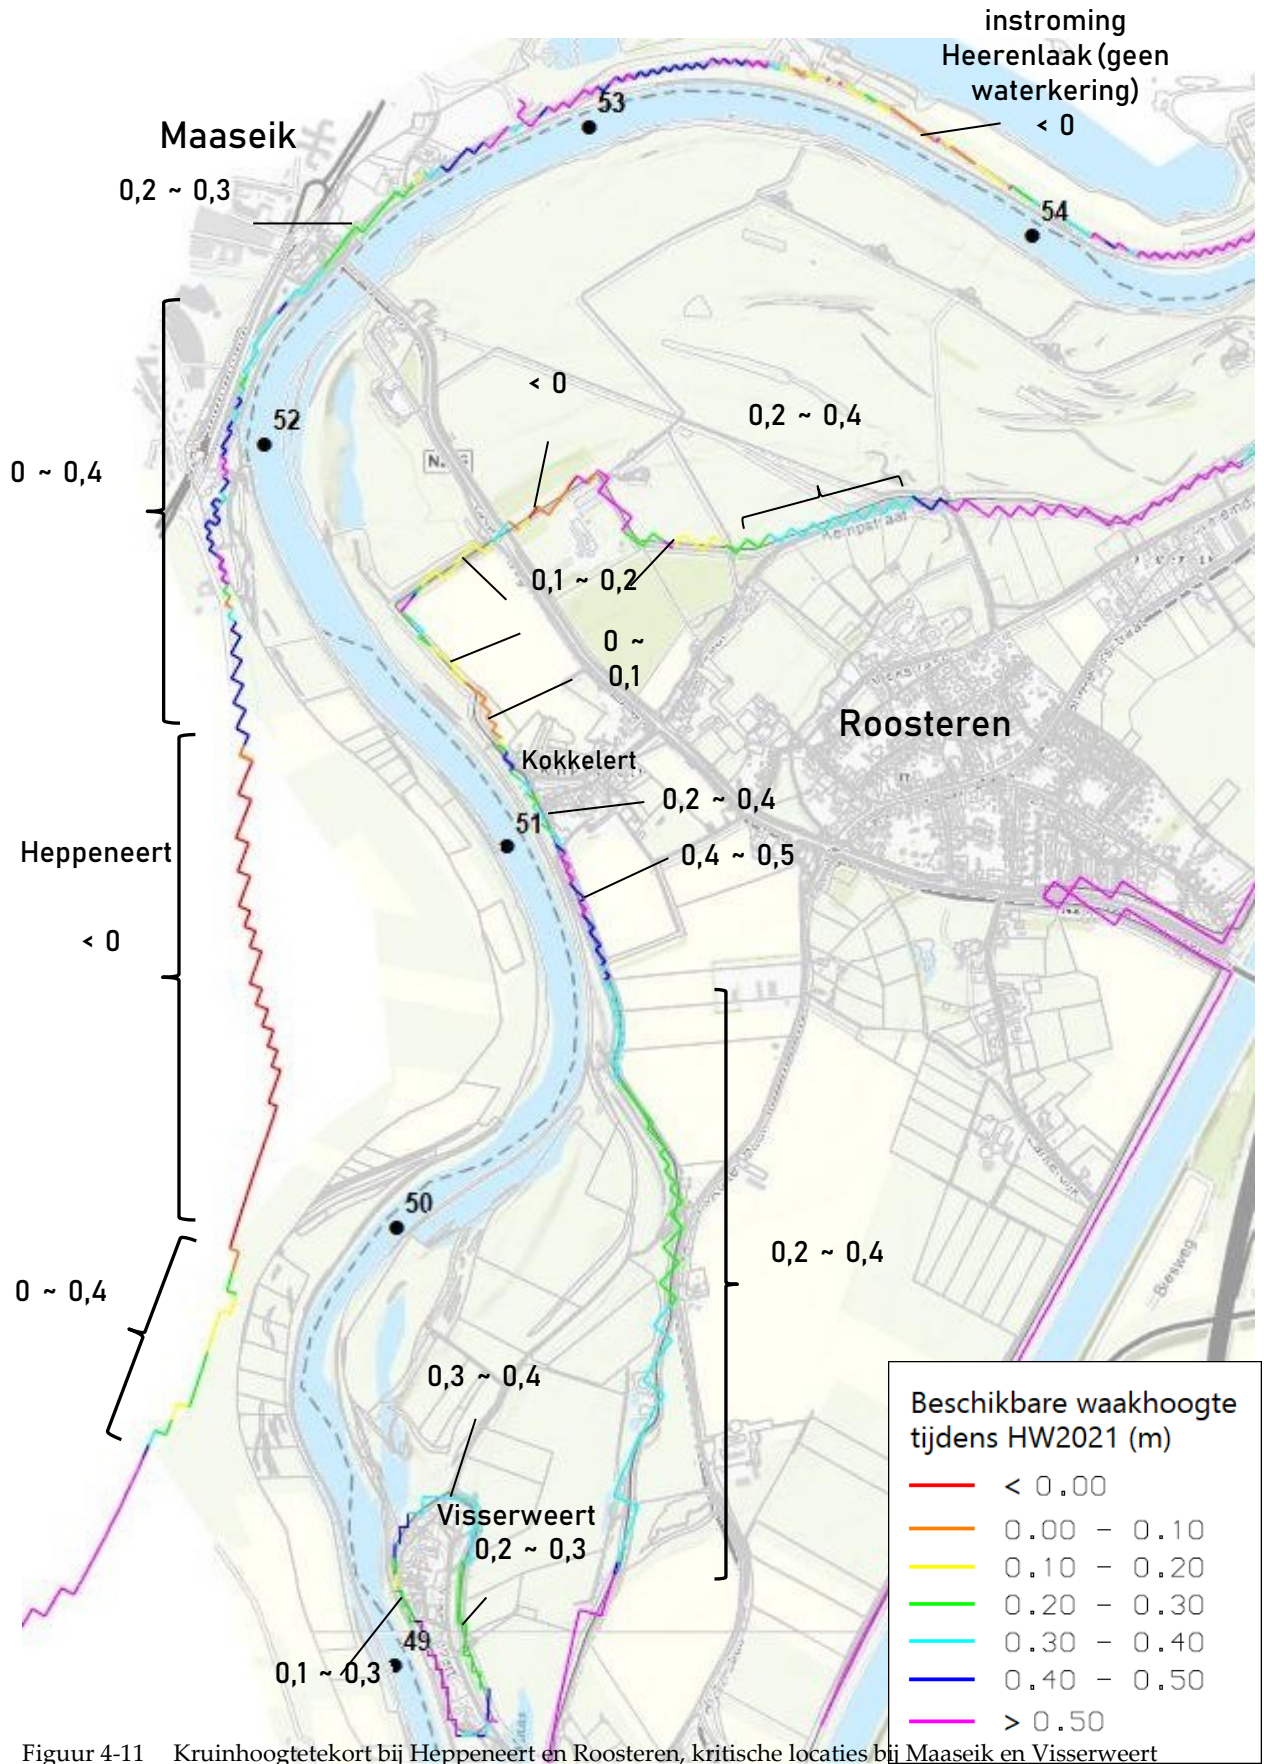 instroming
Heerenlaak (geen
waterkering)
< 0
53
Maaseik
0,2 ~ 0,3
54
< 0
0,2 ~ 0,4
52
0 ~ 0,4
0,1 ~ 0,2
0 ~
0,1
Roosteren
Kokkelert
0,2 ~ 0,4
51
0,4 ~ 0,5
Heppeneert
< 0
50
0,2 ~ 0,4
0 ~ 0,4
Biesweg
0,3 ~ 0,4
Visserweert
0,2 ~ 0,3
49
0,1 ~ 0,3
Beschikbare waakhoogte
tijdens HW2021 (m)
< 0.00
0.00 - 0.10
0.10 - 0.20
0.20 - 0.30
0.30 - 0.40
0.40 - 0.50
> 0.50
Figuur 4-11 Kruinhoogtetekort bij Heppeneert en Roosteren, kritische locaties bij Maaseik en Visserweert